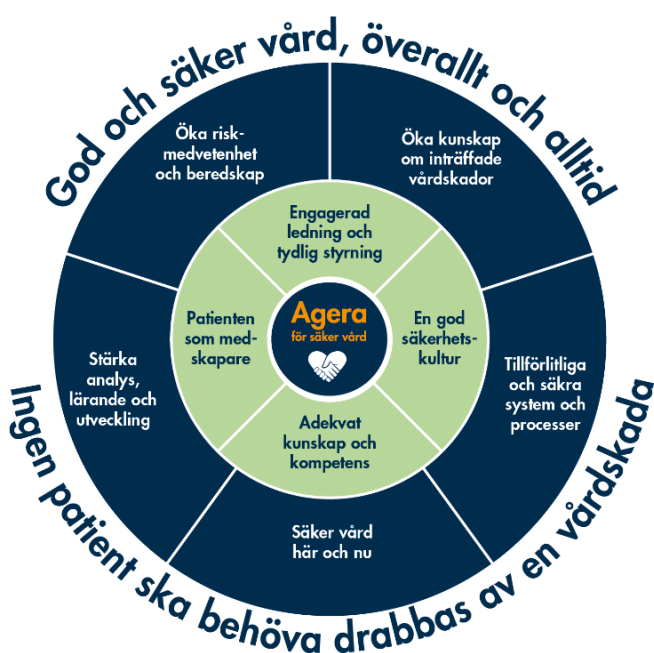 God och säker vård, överallt och alltid
Öka risk-
medvetenhet
och beredskap
Öka kunskap
om inträffade
vårdskador
Engagerad
ledning och
tydlig styrning
Patienten
som med-
skapare
Agera
för säker vård
En god
säkerhets-
kultur
Stärka
analys,
lärande och
utveckling
Tillförlitliga
och säkra
system och
processer
Adekvat
kunskap och
kompetens
Säker vård
här och nu
Ingen patient ska behöva drabbas av en vårdskada